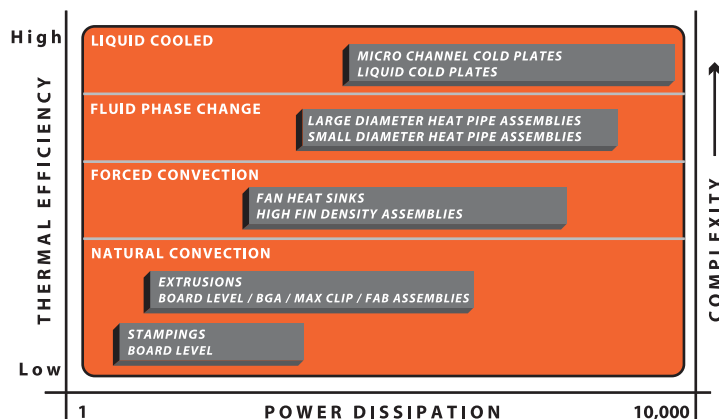 High
LIQUID COOLED
MICRO CHANNEL COLD PLATES
LIQUID COLD PLATES
FLUID PHASE CHANGE
LARGE DIAMETER HEAT PIPE ASSEMBLIES
SMALL DIAMETER HEAT PIPE ASSEMBLIES
FORCED CONVECTION
FAN HEAT SINKS
HIGH FIN DENSITY ASSEMBLIES
NATURAL CONVECTION
EXTRUSIONS
BOARD LEVEL / BGA / MAX CLIP / FAB ASSEMBLIES
STAMPINGS
BOARD LEVEL
Low
THERMAL EFFICIENCY
COMPLEXITY
1
POWER DISSIPATION
10,000